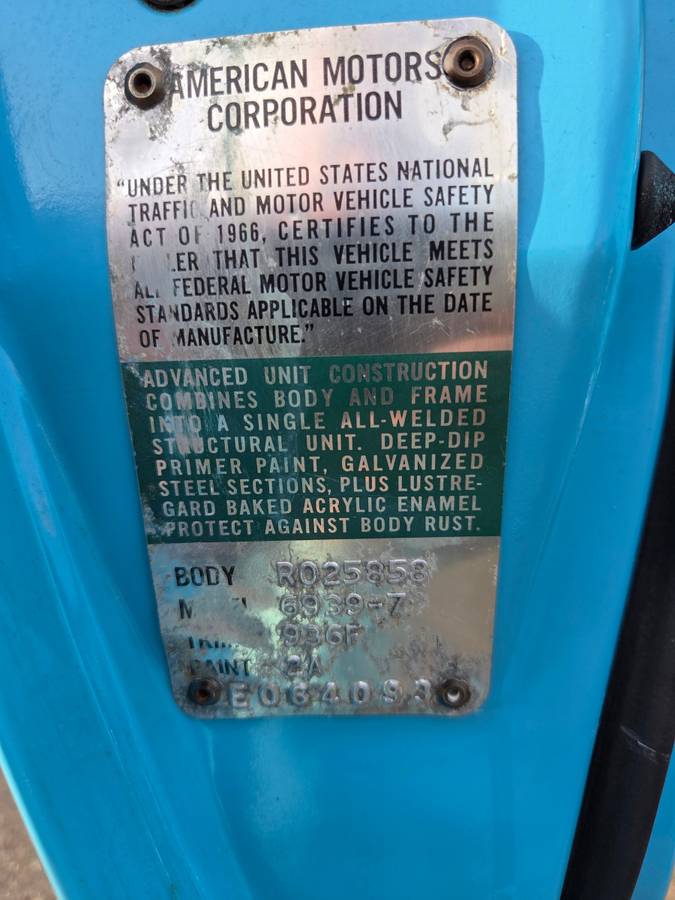 AMERICAN MOTORS
CORPORATION
"UNDER THE UNITED STATES NATIONAL
TRAFFIC AND MOTOR VEHICLE SAFETY
ACT OF 1966, CERTIFIES TO THE
LER THAT THIS VEHICLE MEETS
AL FEDERAL MOTOR VEHICLE SAFETY
STANDARDS APPLICABLE ON THE DATE
OF MANUFACTURE."
ADVANCED UNIT CONSTRUCTION
COMBINES BODY AND FRAME
INTO A SINGLE ALL-WELDED
STRUCTURAL UNIT. DEEP-DIP
PRIMER PAINT, GALVANIZED
STEEL SECTIONS, PLUS LUSTRE-
GARD BAKED ACRYLIC ENAMEL
PROTECT AGAINST BODY RUST.
BODY R025858
6939-7
936F
PAINT 2A
E064093